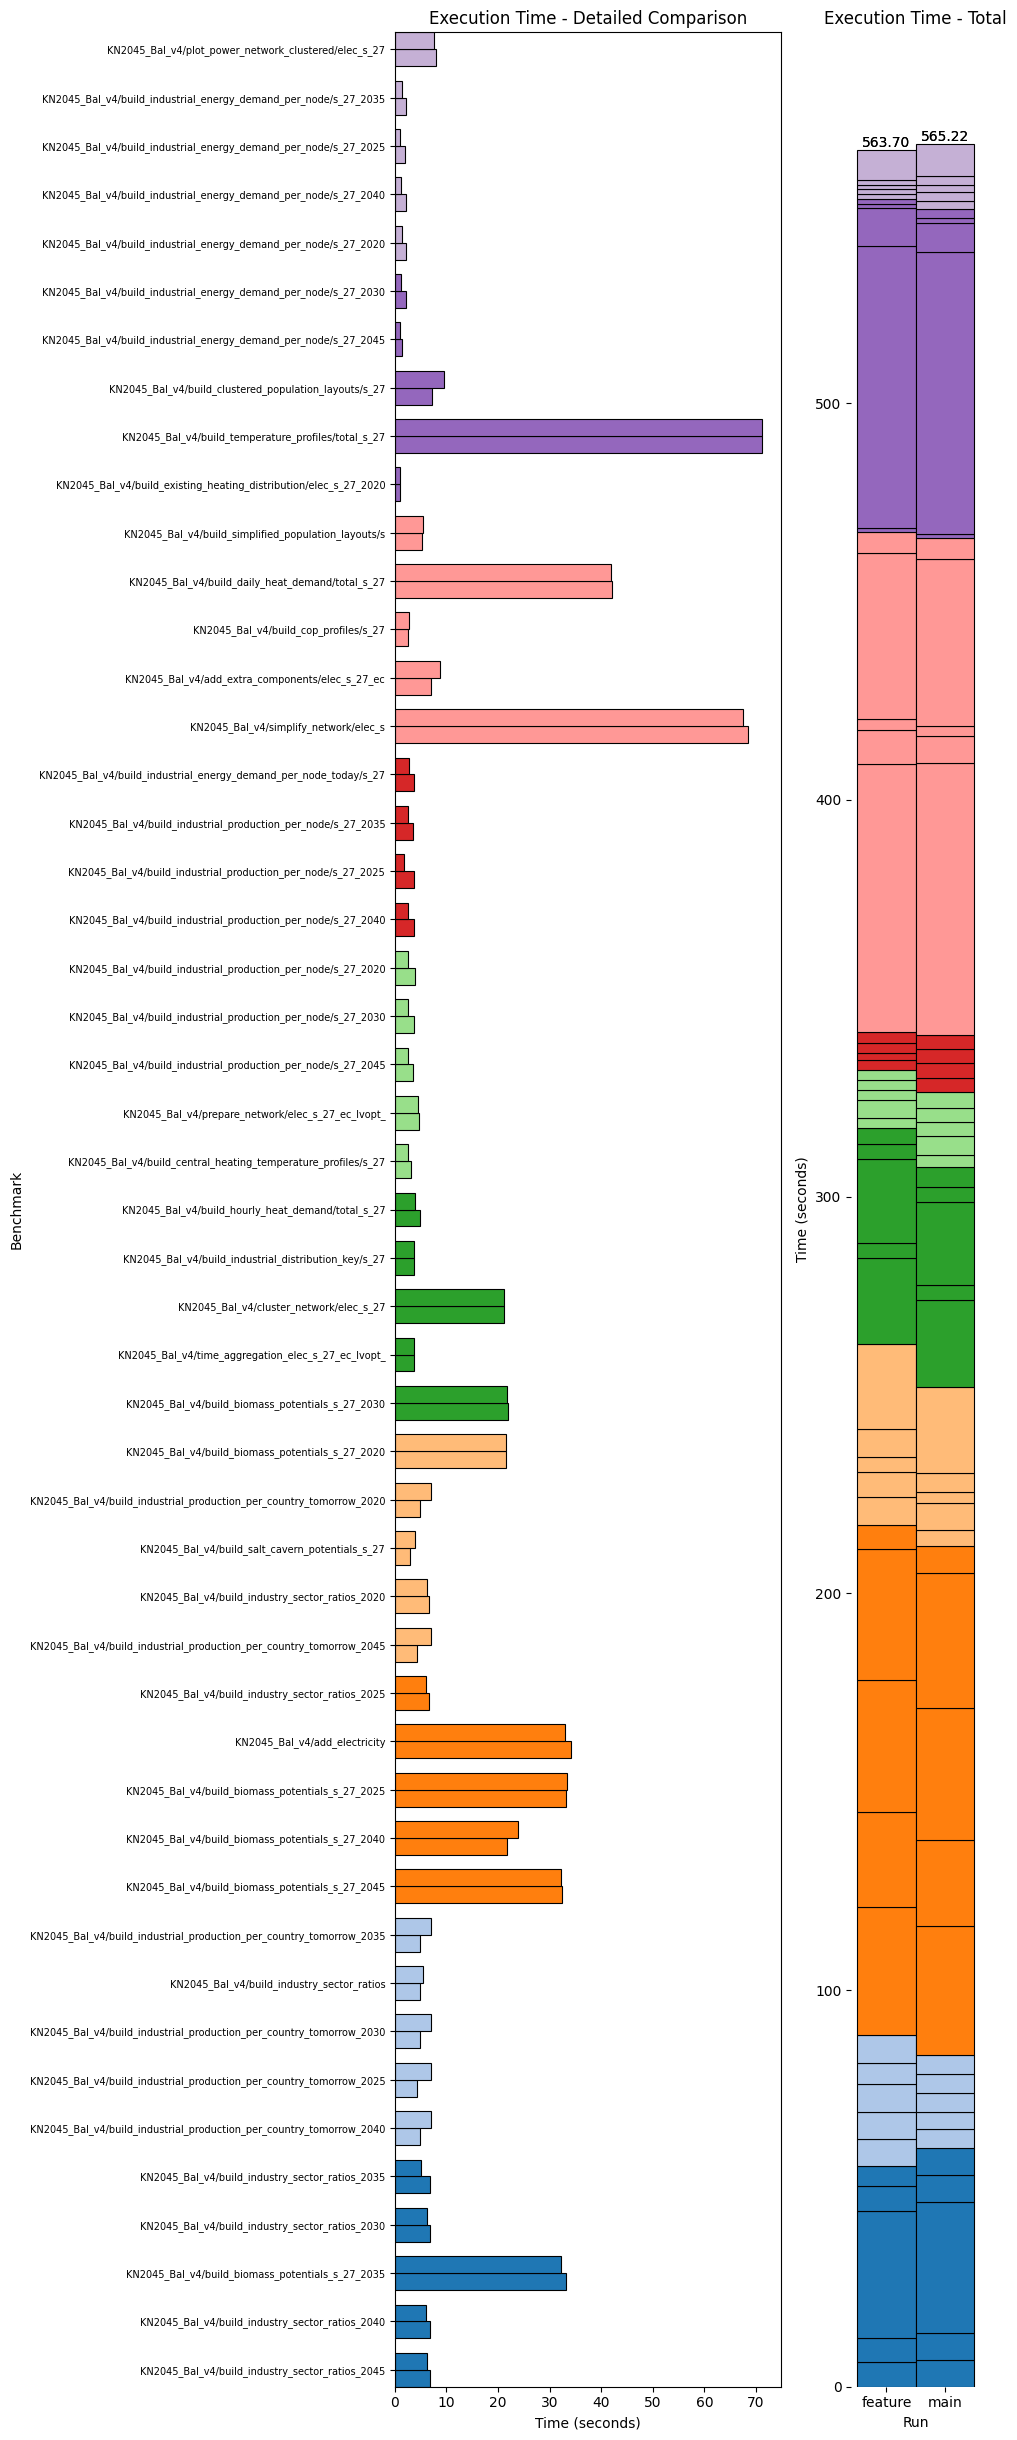 Execution Time - Detailed Comparison
Execution Time - Total
KN2045_Bal_v4/plot_power_network_clustered/elec_s_27
KN2045_Bal_v4/build_industrial_energy_demand_per_node/s_27_2035
KN2045_Bal_v4/build_industrial_energy_demand_per_node/s_27_2025
KN2045_Bal_v4/build_industrial_energy_demand_per_node/s_27_2040
KN2045_Bal_v4/build_industrial_energy_demand_per_node/s_27_2020
KN2045_Bal_v4/build_industrial_energy_demand_per_node/s_27_2030
KN2045_Bal_v4/build_industrial_energy_demand_per_node/s_27_2045
KN2045_Bal_v4/build_clustered_population_layouts/s_27
KN2045_Bal_v4/build_temperature_profiles/total_s_27
KN2045_Bal_v4/build_existing_heating_distribution/elec_s_27_2020
KN2045_Bal_v4/build_simplified_population_layouts/s
KN2045_Bal_v4/build_daily_heat_demand/total_s_27
KN2045_Bal_v4/build_cop_profiles/s_27
KN2045_Bal_v4/add_extra_components/elec_s_27_ec
KN2045_Bal_v4/simplify_network/elec_s
KN2045_Bal_v4/build_industrial_energy_demand_per_node_today/s_27
KN2045_Bal_v4/build_industrial_production_per_node/s_27_2035
KN2045_Bal_v4/build_industrial_production_per_node/s_27_2025
KN2045_Bal_v4/build_industrial_production_per_node/s_27_2040
KN2045_Bal_v4/build_industrial_production_per_node/s_27_2020
KN2045_Bal_v4/build_industrial_production_per_node/s_27_2030
KN2045_Bal_v4/build_industrial_production_per_node/s_27_2045
KN2045_Bal_v4/prepare_network/elec_s_27_ec_lvopt_
KN2045_Bal_v4/build_central_heating_temperature_profiles/s_27
KN2045_Bal_v4/build_hourly_heat_demand/total_s_27
KN2045_Bal_v4/build_industrial_distribution_key/s_27
KN2045_Bal_v4/cluster_network/elec_s_27
KN2045_Bal_v4/time_aggregation_elec_s_27_ec_lvopt_
KN2045_Bal_v4/build_biomass_potentials_s_27_2030
KN2045_Bal_v4/build_biomass_potentials_s_27_2020
KN2045_Bal_v4/build_industrial_production_per_country_tomorrow_2020
KN2045_Bal_v4/build_salt_cavern_potentials_s_27
KN2045_Bal_v4/build_industry_sector_ratios_2020
KN2045_Bal_v4/build_industrial_production_per_country_tomorrow_2045
KN2045_Bal_v4/build_industry_sector_ratios_2025
KN2045_Bal_v4/add_electricity
KN2045_Bal_v4/build_biomass_potentials_s_27_2025
KN2045_Bal_v4/build_biomass_potentials_s_27_2040
KN2045_Bal_v4/build_biomass_potentials_s_27_2045
KN2045_Bal_v4/build_industrial_production_per_country_tomorrow_2035
KN2045_Bal_v4/build_industry_sector_ratios
KN2045_Bal_v4/build_industrial_production_per_country_tomorrow_2030
KN2045_Bal_v4/build_industrial_production_per_country_tomorrow_2025
KN2045_Bal_v4/build_industrial_production_per_country_tomorrow_2040
KN2045_Bal_v4/build_industry_sector_ratios_2035
KN2045_Bal_v4/build_industry_sector_ratios_2030
KN2045_Bal_v4/build_biomass_potentials_s_27_2035
KN2045_Bal_v4/build_industry_sector_ratios_2040
KN2045_Bal_v4/build_industry_sector_ratios_2045
Benchmark
0 10 20 30 40 50 60 70
Time (seconds)
563.70 565.22
500
400
300
200
100
0
Time (seconds)
feature main
Run